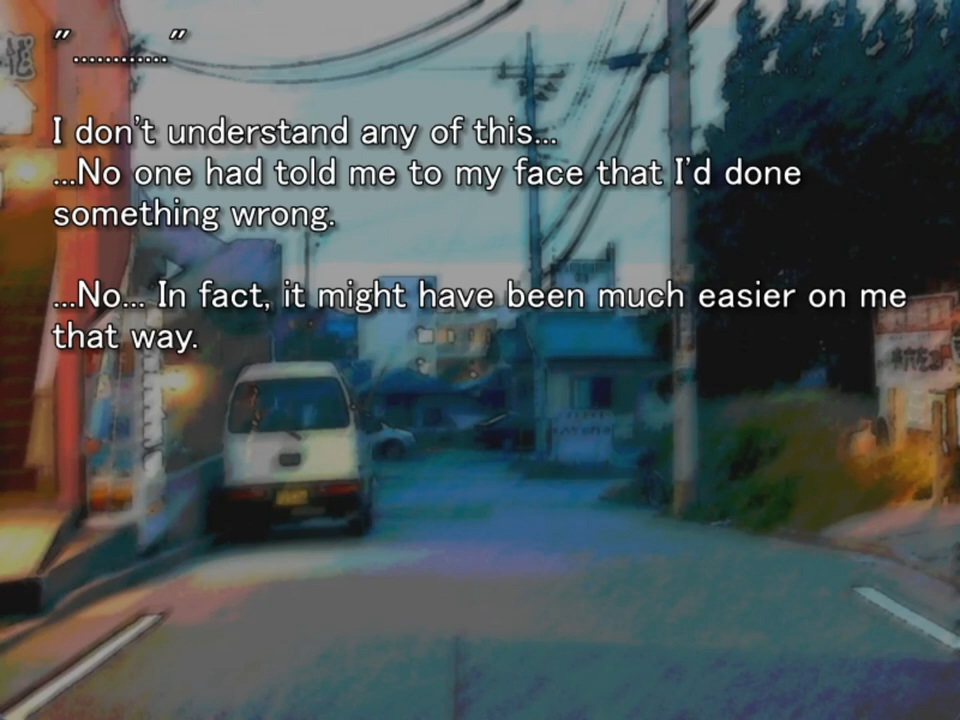 "............"
I don't understand any of this...
...No one had told me to my face that I'd done
something wrong.
...No... In fact, it might have been much easier on me
that way.